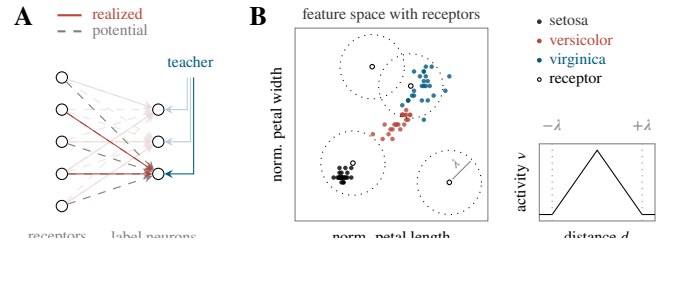 A
realized
potential
teacher
receptors
label neurons
B
feature space with receptors
norm. petal width
λ
norm. petal length
setosa
versicolor
virginica
receptor
−λ
+λ
activity v
distance d